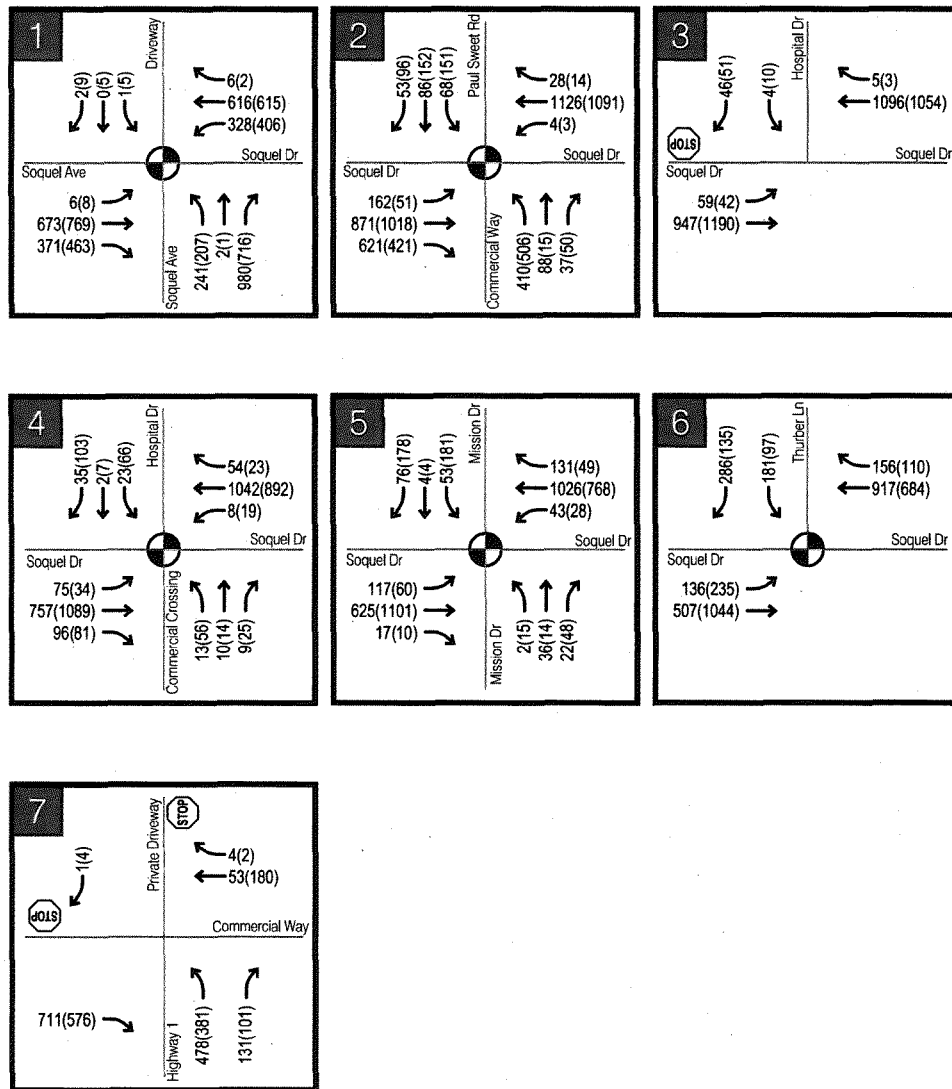 1
Driveway
2(9)
0(5)
1(5)
6(2)
616(615)
328(406)
Soquel Dr
Soquel Ave
6(8)
673(769)
371(463)
Soquel Ave
241(207)
2(1)
980(716)
2
Paul Sweet Rd
53(96)
86(152)
68(151)
28(14)
1126(1091)
4(3)
Soquel Dr
Soquel Dr
162(51)
871(1018)
621(421)
Commercial Way
410(506)
88(15)
37(50)
3
Hospital Dr
46(51)
4(10)
5(3)
1096(1054)
STOP
Soquel Dr
Soquel Dr
59(42)
947(1190)
4
Hospital Dr
35(103)
2(7)
23(66)
54(23)
1042(892)
8(19)
Soquel Dr
Soquel Dr
75(34)
757(1089)
96(81)
Commercial Crossing
13(56)
10(14)
9(25)
5
Mission Dr
76(178)
4(4)
53(181)
131(49)
1026(768)
43(28)
Soquel Dr
Soquel Dr
117(60)
625(1101)
17(10)
Mission Dr
2(15)
36(14)
22(48)
6
Thurber Ln
286(135)
181(97)
156(110)
917(684)
Soquel Dr
Soquel Dr
136(235)
507(1044)
7
Private Driveway
STOP
1(4)
4(2)
53(180)
STOP
Commercial Way
711(576)
Highway 1
478(381)
131(101)